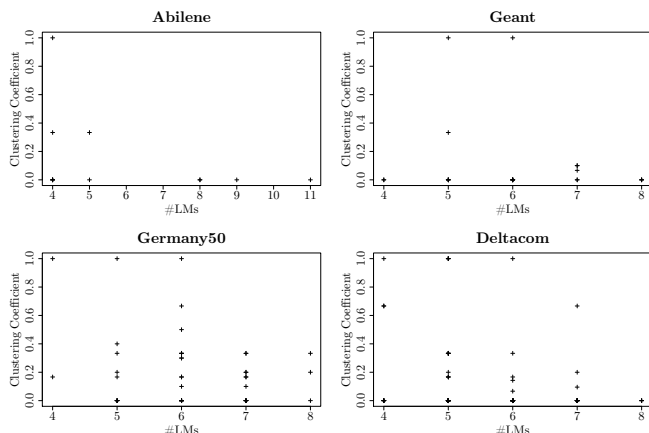 Abilene
Clustering Coefficient
0.0 0.2 0.4 0.6 0.8 1.0
4 5 6 7 8 9 10 11
#LMs
Geant
Clustering Coefficient
0.0 0.2 0.4 0.6 0.8 1.0
4 5 6 7 8
#LMs
Germany50
Clustering Coefficient
0.0 0.2 0.4 0.6 0.8 1.0
4 5 6 7 8
#LMs
Deltacom
Clustering Coefficient
0.0 0.2 0.4 0.6 0.8 1.0
4 5 6 7 8
#LMs